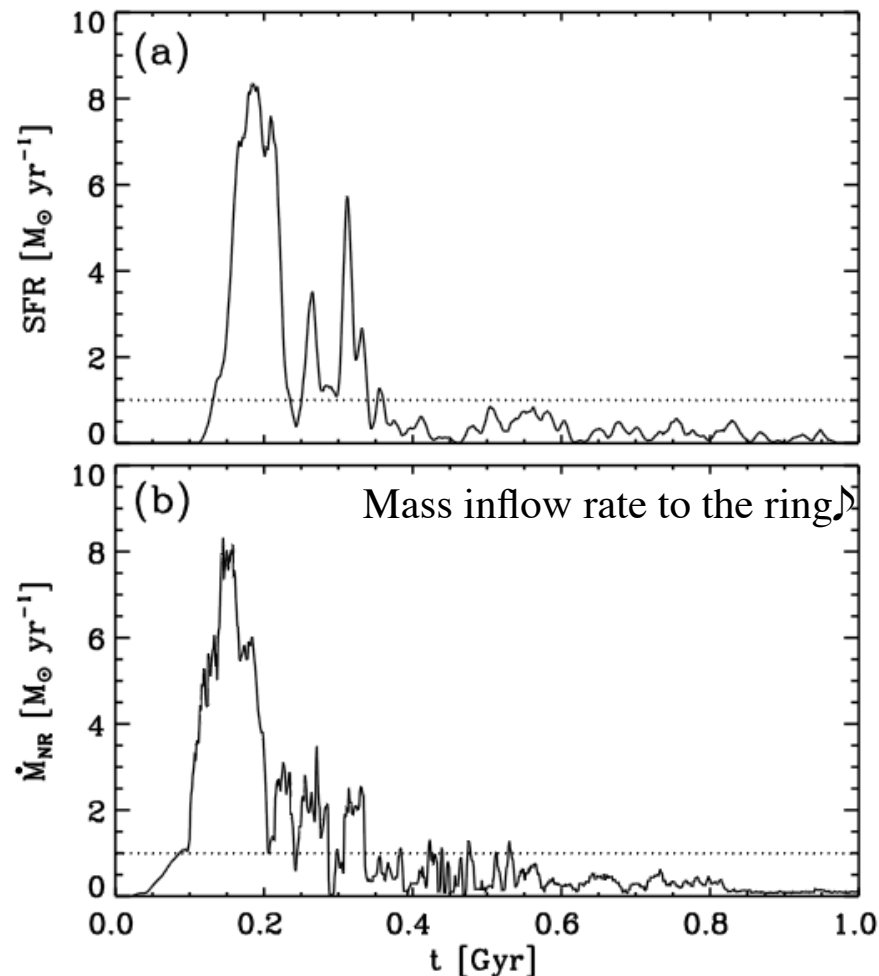 10
(a)
8
6
4
2
0
SFR [M⊙ yr⁻¹]
10
(b)
Mass inflow rate to the ring♪
8
6
4
2
0
Ṁ_NR [M⊙ yr⁻¹]
0.0 0.2 0.4 0.6 0.8 1.0
t [Gyr]